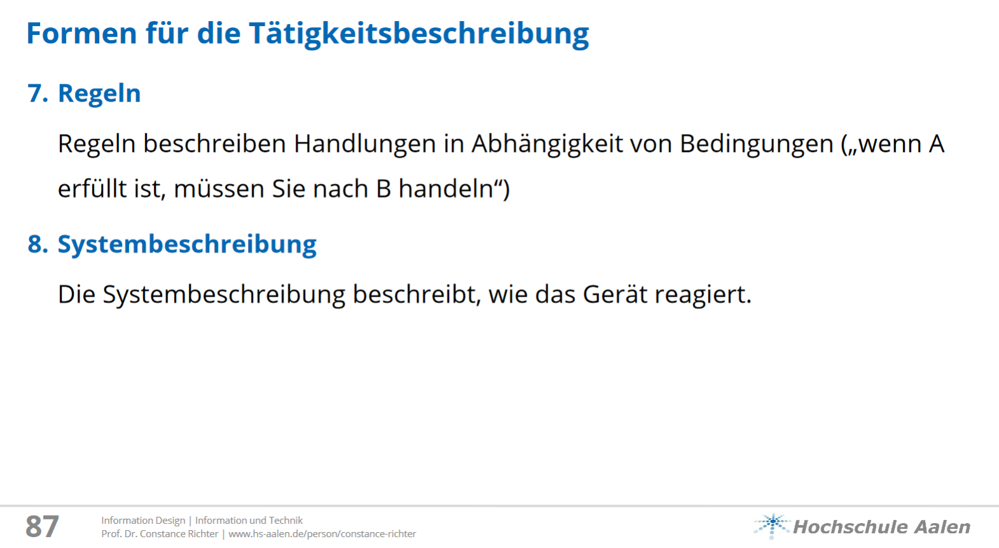 Formen für die Tätigkeitsbeschreibung
7. Regeln
Regeln beschreiben Handlungen in Abhängigkeit von Bedingungen („wenn A
erfüllt ist, müssen Sie nach B handeln“)
8. Systembeschreibung
Die Systembeschreibung beschreibt, wie das Gerät reagiert.
87
Information Design | Information und Technik
Prof. Dr. Constance Richter | www.hs-aalen.de/person/constance-richter
Hochschule Aalen